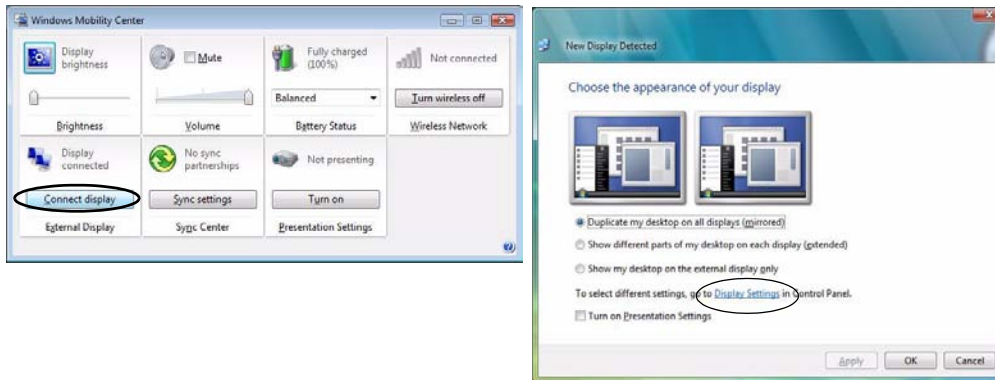 Windows Mobility Center
Display brightness
Brightness
Mute
Volume
Fully charged (100%)
Balanced
Battery Status
Not connected
Turn wireless off
Wireless Network
Display connected
Connect display
External Display
No sync partnerships
Sync settings
Sync Center
Not presenting
Turn on
Presentation Settings
New Display Detected
Choose the appearance of your display
Duplicate my desktop on all displays (mirrored)
Show different parts of my desktop on each display (extended)
Show my desktop on the external display only
To select different settings, go to Display Settings in Control Panel.
Turn on Presentation Settings
Apply
OK
Cancel